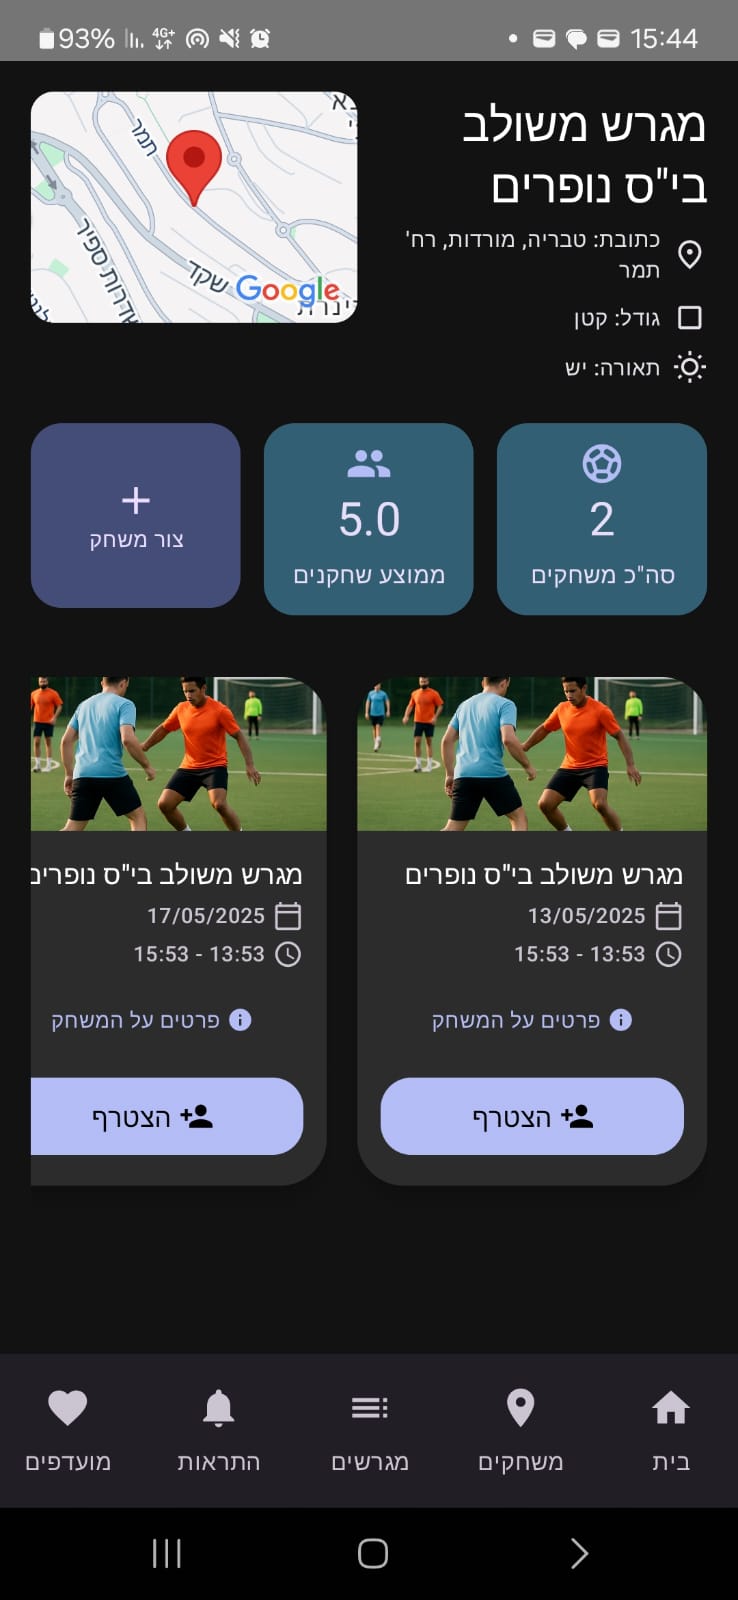 93% 4G+ 15:44
מגרש משולב
בי"ס נופרים
כתובת: טבריה, מורדות, רח'
תמר
גודל: קטן
תאורה: יש
תמר
שדרות ספיר
שקד
Google
2
סה"כ משחקים
5.0
ממוצע שחקנים
צור משחק
מגרש משולב בי"ס נופרים
13/05/2025
13:53 - 15:53
פרטים על המשחק
הצטרף
מגרש משולב בי"ס נופרים
17/05/2025
13:53 - 15:53
פרטים על המשחק
הצטרף
בית
משחקים
מגרשים
התראות
מועדפים